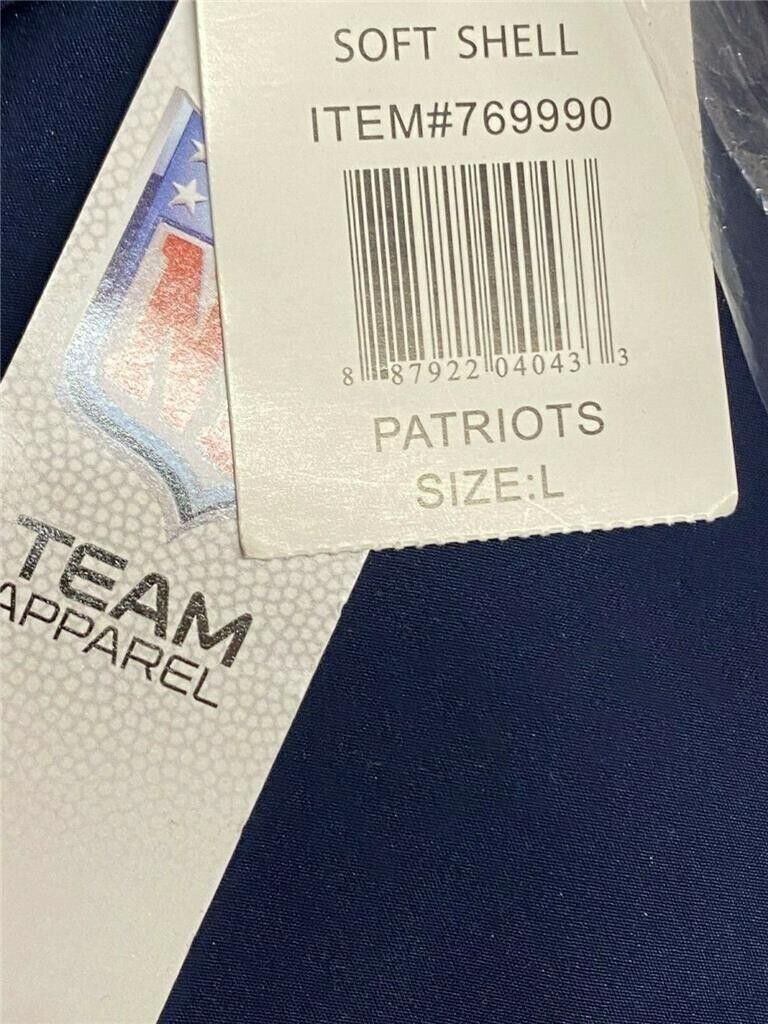 SOFT SHELL
ITEM#769990
8 87922 04043 3
PATRIOTS
SIZE:L
TEAM
APPAREL